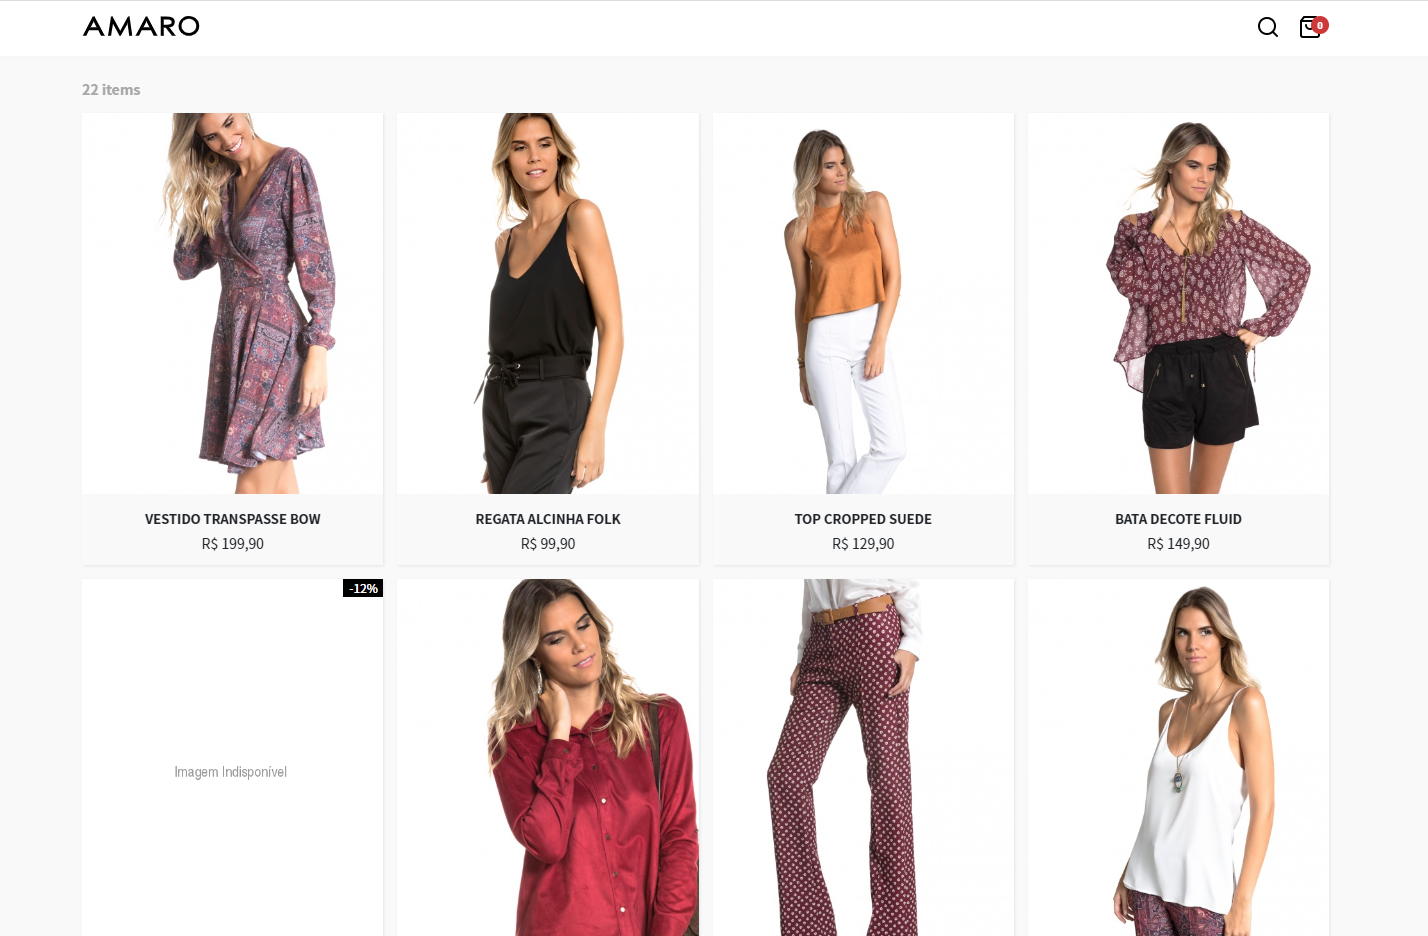 AMARO
0
22 items
VESTIDO TRANSPASSE BOW
R$ 199,90
REGATA ALCINHA FOLK
R$ 99,90
TOP CROPPED SUEDE
R$ 129,90
BATA DECOTE FLUID
R$ 149,90
-12%
Imagem Indisponível